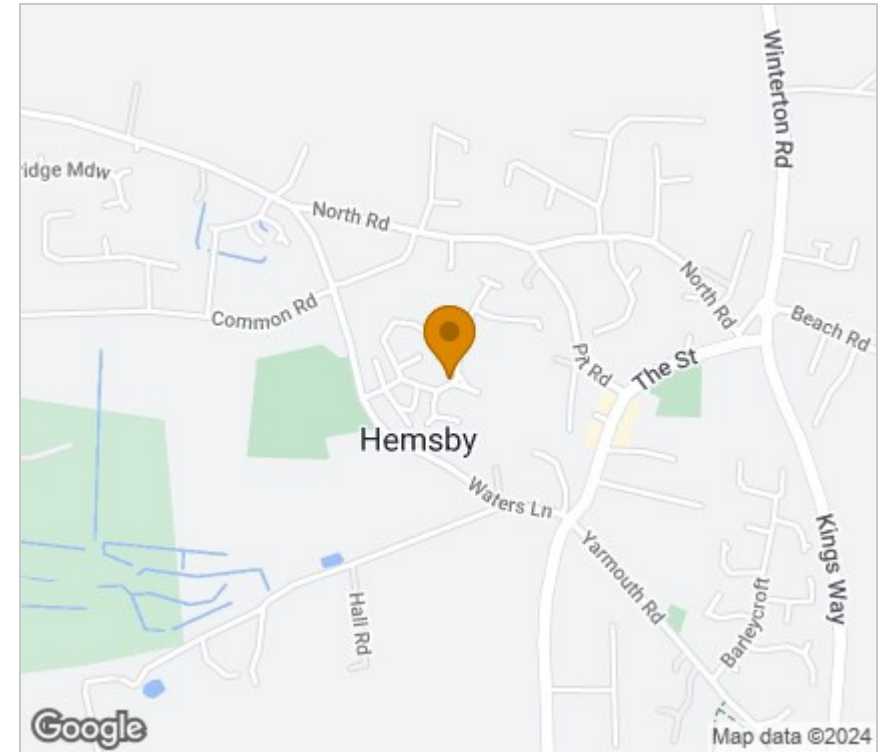 Winterton Rd
ridge Mdw
North Rd
Common Rd
North Rd
Beach Rd
The St
Pit Rd
Hemsby
Waters Ln
Yarmouth Rd
Kings Way
Hall Rd
Barleycroft
Google
Map data ©2024